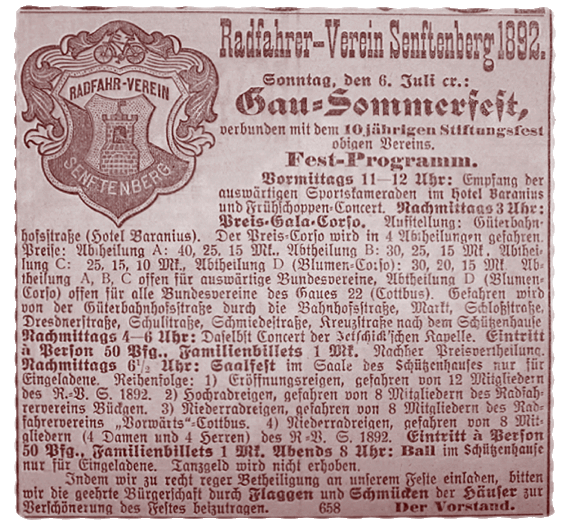 RADFAHR-VEREIN
SENFTENBERG
Radfahrer-Verein Senftenberg 1892.
Sonntag, den 6. Juli cr.:
Gau-Sommerfest,
verbunden mit dem 10jährigen Stiftungsfest
obigen Vereins.
Fest-Programm.
Vormittags 11—12 Uhr: Empfang der
auswärtigen Sportskameraden im Hotel Baranius
und Frühschoppen-Concert. Nachmittags 3 Uhr:
Preis-Gala-Corso. Aufstellung: Güterbahn-
hofsstraße (Hotel Baranius). Der Preis-Corso wird in 4 Abtheilungen gefahren.
Preise: Abtheilung A: 40, 25, 15 Mk., Abtheilung B: 30, 25, 15 Mk. Abthei-
lung C: 25, 15, 10 Mk., Abtheilung D (Blumen-Corso): 30, 20, 15 Mk. Ab-
theilung A, B, C offen für auswärtige Bundesvereine, Abtheilung D (Blumen-
Corso) offen für alle Bundesvereine des Gaues 22 (Cottbus). Gefahren wird
von der Güterbahnhofsstraße durch die Bahnhofstraße, Markt, Schloßstraße,
Dresdnerstraße, Schulstraße, Schmiedestraße, Kreuzstraße nach dem Schützenhause.
Nachmittags 4—6 Uhr: Daselbst Concert der Jetschick'schen Kapelle. Eintritt
à Person 50 Pfg., Familienbillets 1 Mk. Nachher Preisvertheilung.
Nachmittags 6½ Uhr: Saalfest im Saale des Schützenhauses nur für
Eingeladene. Reihenfolge: 1) Eröffnungsreigen, gefahren von 12 Mitgliedern
des R.-V. S. 1892. 2) Hochradreigen, gefahren von 8 Mitgliedern des Radfah-
rervereins Bückgen. 3) Niederradreigen, gefahren von 8 Mitgliedern des Rad-
fahrervereins „Vorwärts“-Cottbus. 4) Niederradreigen, gefahren von 8 Mit-
gliedern (4 Damen und 4 Herren) des R-V. S. 1892. Eintritt à Person
50 Pfg., Familienbillets 1 Mk. Abends 8 Uhr: Ball im Schützenhause
nur für Eingeladene. Tanzgeld wird nicht erhoben.
Indem wir zu recht reger Betheiligung an unserem Feste einladen, bitten
wir die geehrte Bürgerschaft durch Flaggen und Schmücken der Häuser zur
Verschönerung des Festes beizutragen. 658 Der Vorstand.